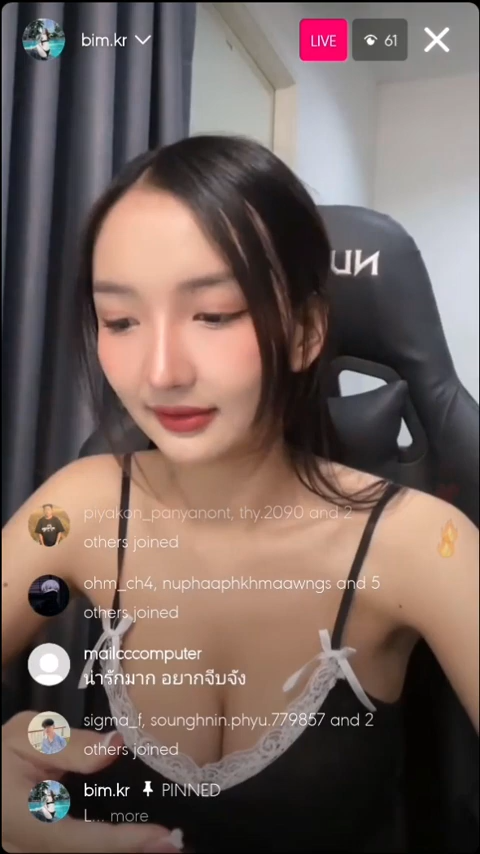 bim.kr
LIVE
61
NUN
piyakon_panyanont, thy.2090 and 2
others joined
ohm_ch4, nuphaaphkhmaawngs and 5
others joined
mailcccomputer
น่ารักมาก อยากจีบจัง
sigma_f, sounghnin.phyu.779857 and 2
others joined
bim.kr PINNED
L... more